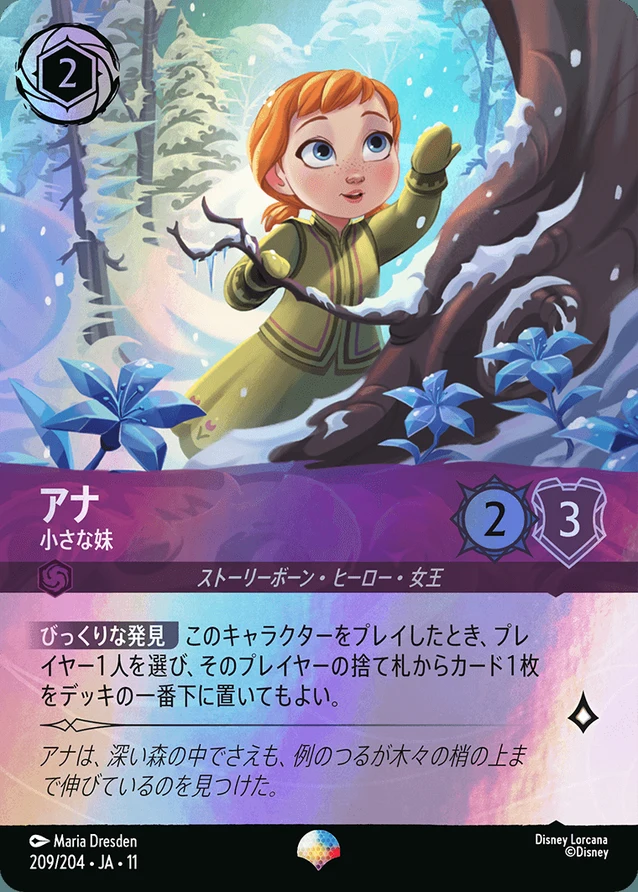 2
アナ
小さな妹
2
3
ストーリーボーン・ヒーロー・女王
びっくりな発見 このキャラクターをプレイしたとき、プレ
イヤー1人を選び、そのプレイヤーの捨て札からカード1枚
をデッキの一番下に置いてもよい。
アナは、深い森の中でさえも、例のつるが木々の梢の上ま
で伸びているのを見つけた。
Maria Dresden
209/204・JA・11
Disney Lorcana
©Disney